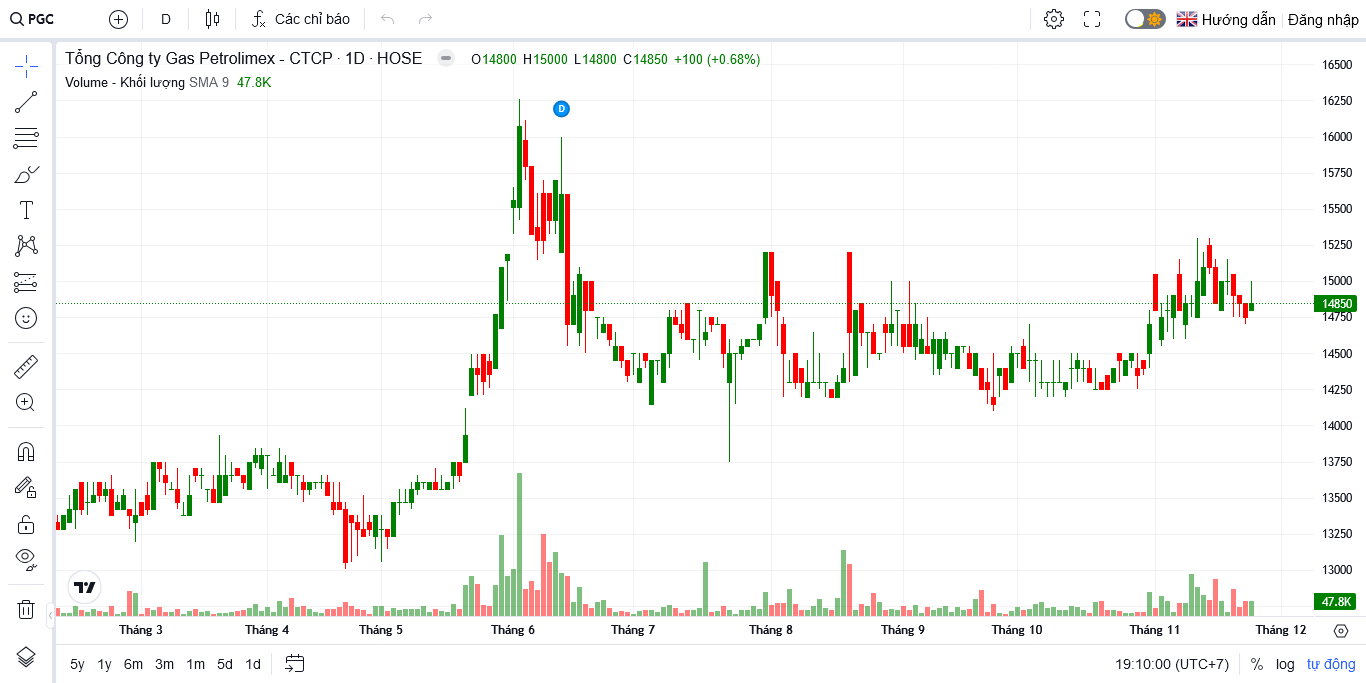 PGC D Các chỉ báo Hướng dẫn Đăng nhập
Tổng Công ty Gas Petrolimex - CTCP · 1D · HOSE O14800 H15000 L14800 C14850 +100 (+0.68%)
Volume - Khối lượng SMA 9 47.8K
D
16500
16250
16000
15750
15500
15250
15000
14850
14750
14500
14250
14000
13750
13500
13250
13000
47.8K
Tháng 3 Tháng 4 Tháng 5 Tháng 6 Tháng 7 Tháng 8 Tháng 9 Tháng 10 Tháng 11 Tháng 12
5y 1y 6m 3m 1m 5d 1d 19:10:00 (UTC+7) % log tự động